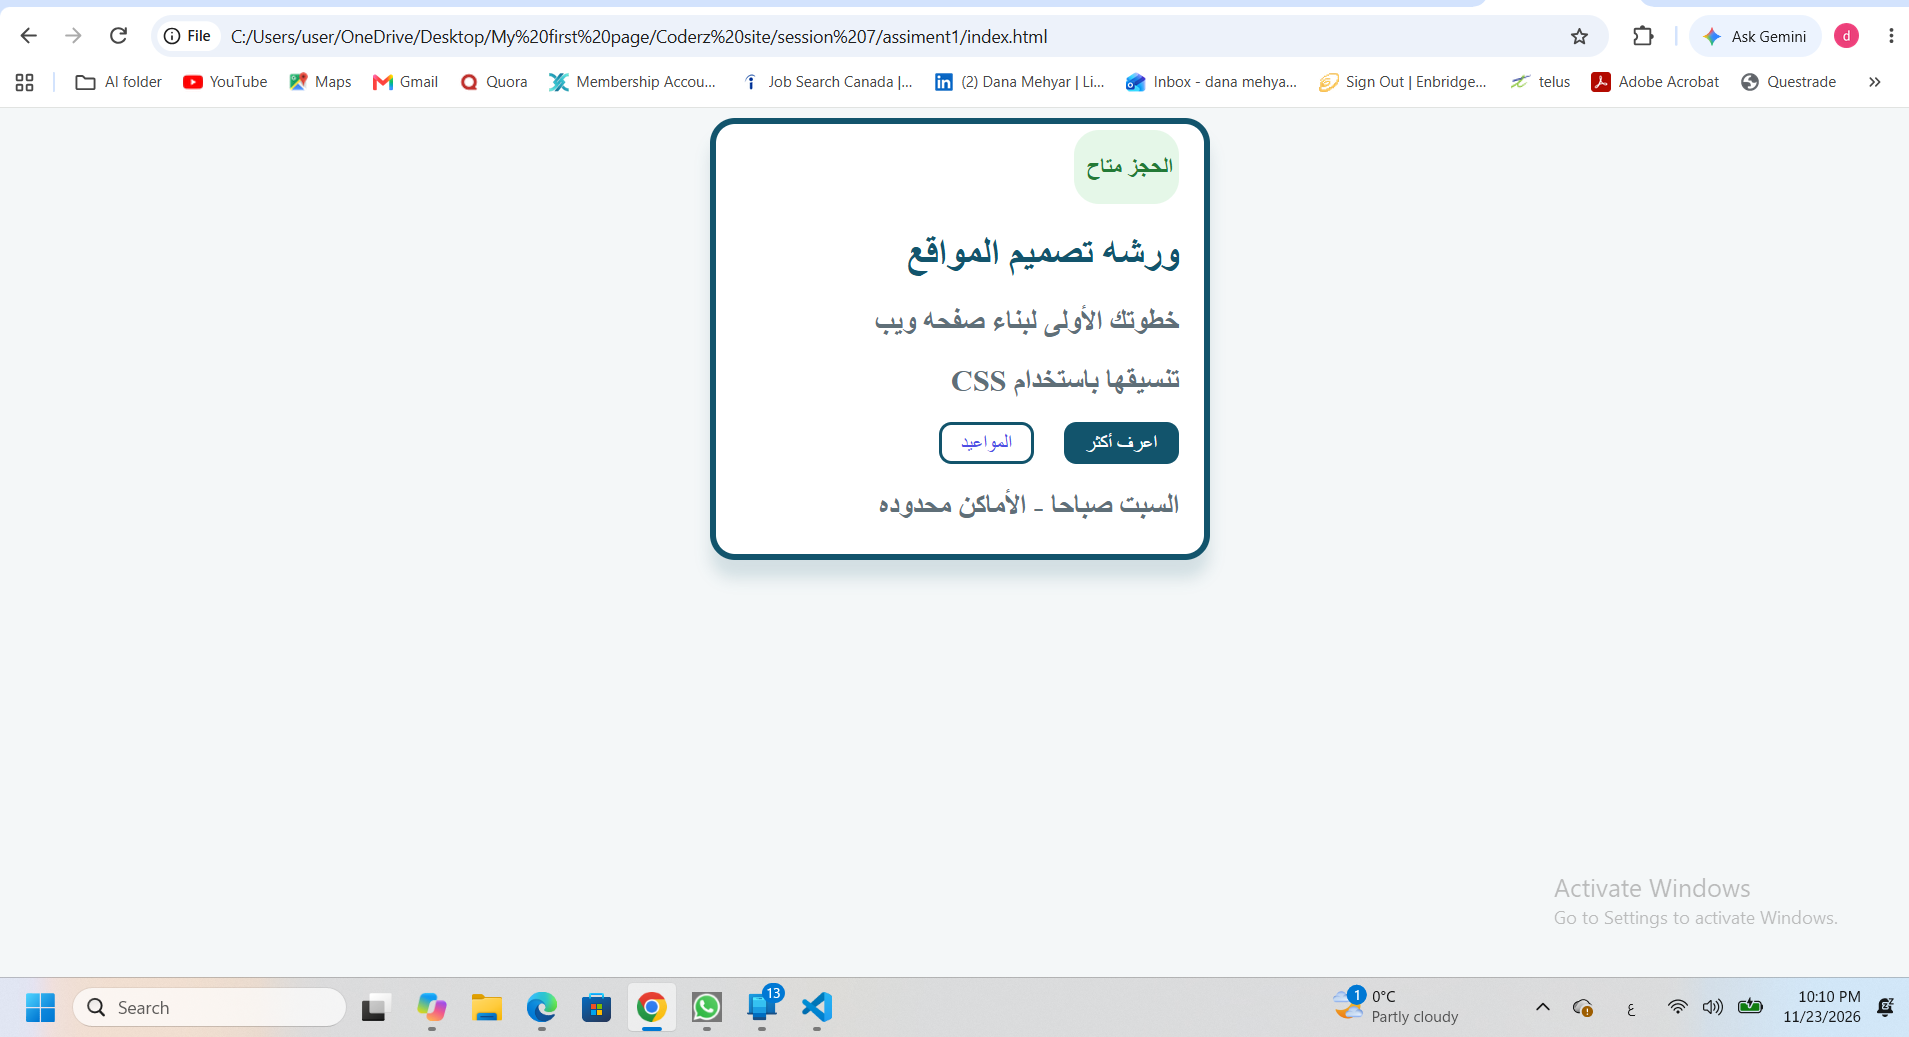 File
C:/Users/user/OneDrive/Desktop/My%20first%20page/Coderz%20site/session%207/assiment1/index.html
Ask Gemini
d
AI folder
YouTube
Maps
Gmail
Quora
Membership Accou...
Job Search Canada |...
(2) Dana Mehyar | Li...
Inbox - dana mehya...
Sign Out | Enbridge...
telus
Adobe Acrobat
Questrade
»
الحجز متاح
ورشه تصميم المواقع
خطوتك الأولى لبناء صفحه ويب
تنسيقها باستخدام CSS
اعرف أكثر
المواعيد
السبت صباحا - الأماكن محدوده
Activate Windows
Go to Settings to activate Windows.
Search
13
1
0°C
Partly cloudy
ع
10:10 PM
11/23/2026